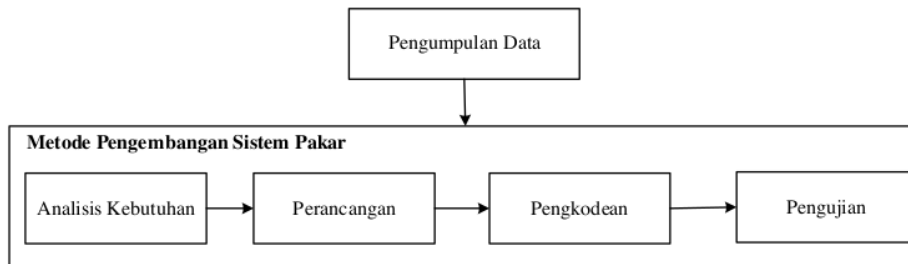 Pengumpulan Data
Metode Pengembangan Sistem Pakar
Analisis Kebutuhan
Perancangan
Pengkodean
Pengujian